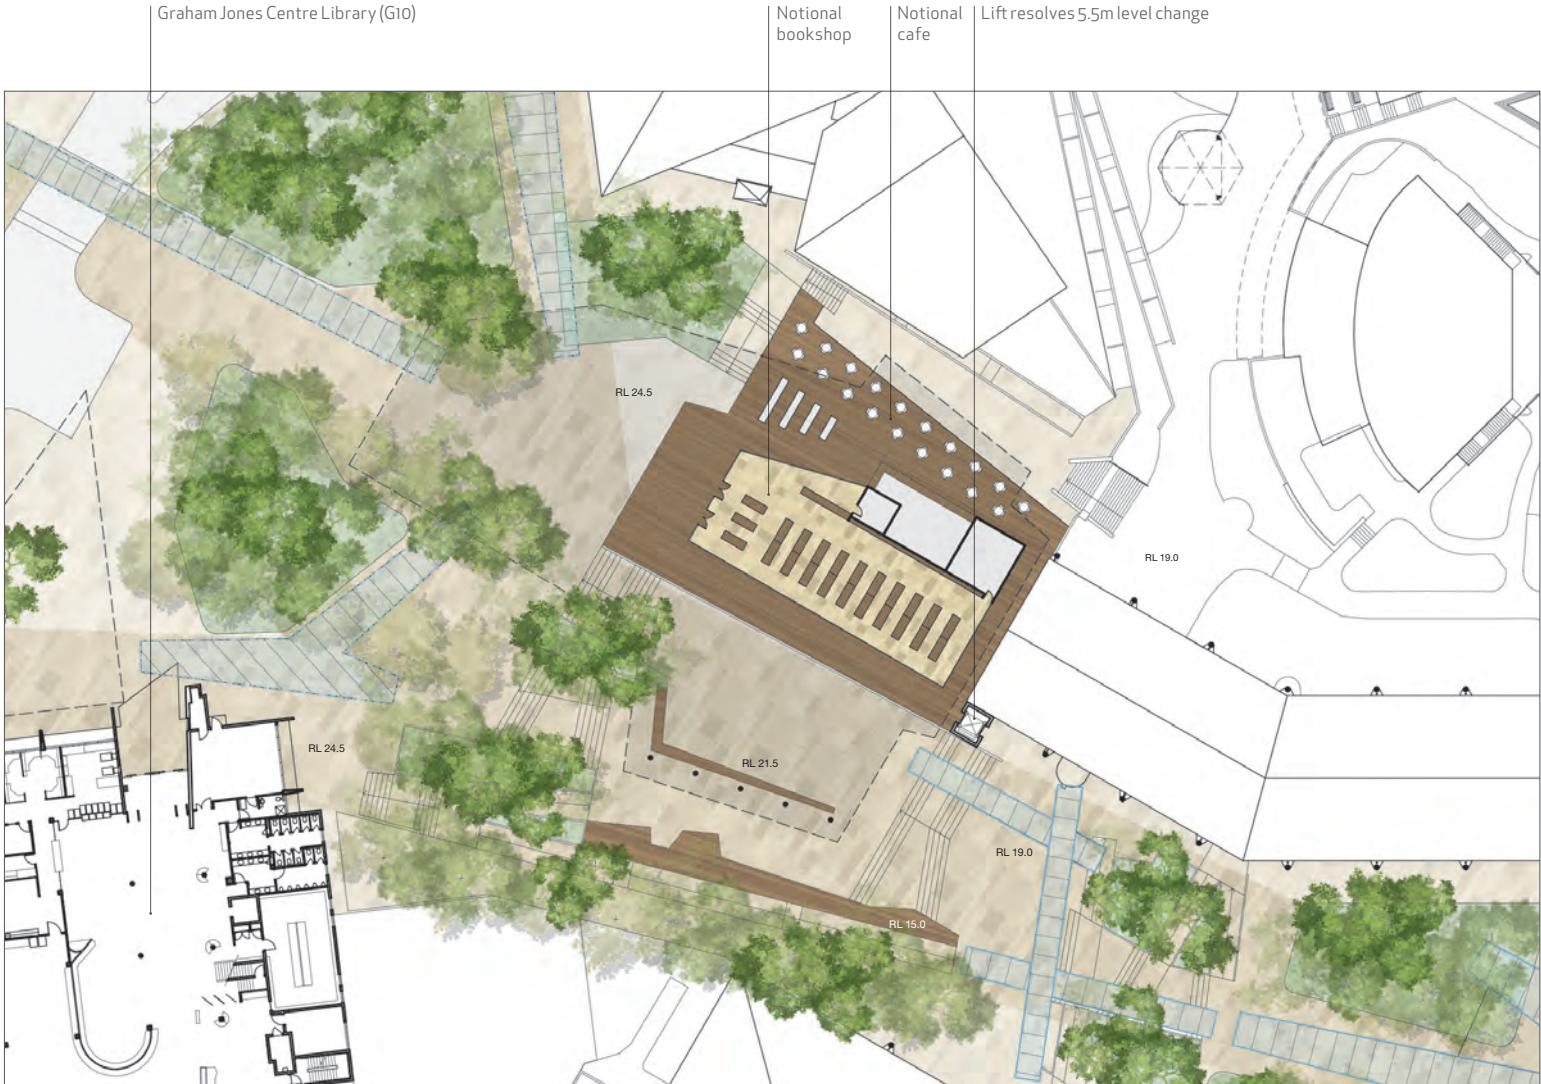 Graham Jones Centre Library (G10)
Notional
bookshop
Notional
cafe
Lift resolves 5.5m level change
RL 24.5
RL 19.0
RL 24.5
RL 21.5
RL 19.0
RL 15.0